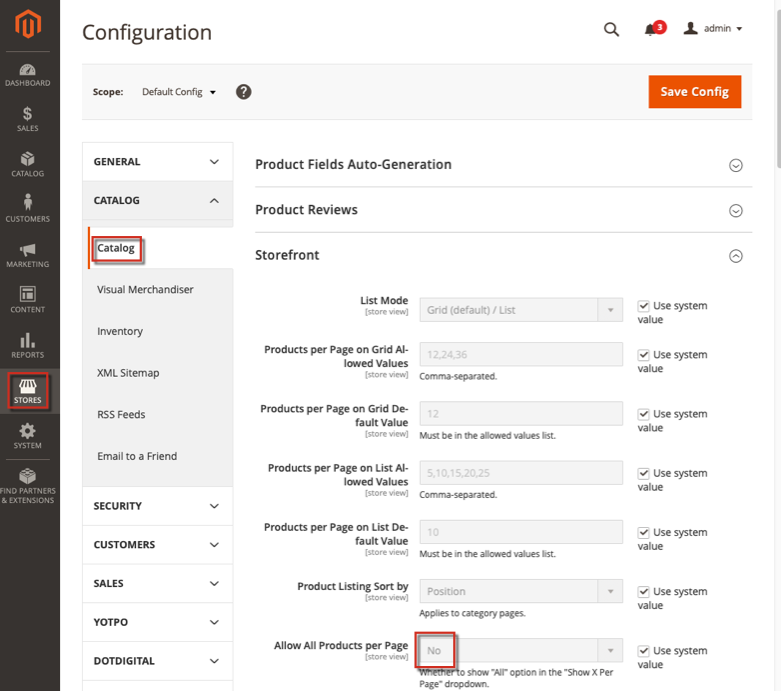 Configuration
3
admin
DASHBOARD
SALES
CATALOG
CUSTOMERS
MARKETING
CONTENT
REPORTS
STORES
SYSTEM
FIND PARTNERS
& EXTENSIONS
Scope:
Default Config
?
Save Config
GENERAL
CATALOG
Catalog
Visual Merchandiser
Inventory
XML Sitemap
RSS Feeds
Email to a Friend
SECURITY
CUSTOMERS
SALES
YOTPO
DOTDIGITAL
Product Fields Auto-Generation
Product Reviews
Storefront
List Mode
[store view]
Grid (default) / List
Use system
value
Products per Page on Grid Al-
lowed Values
[store view]
12,24,36
Comma-separated.
Use system
value
Products per Page on Grid De-
fault Value
[store view]
12
Must be in the allowed values list.
Use system
value
Products per Page on List Al-
lowed Values
[store view]
5,10,15,20,25
Comma-separated.
Use system
value
Products per Page on List De-
fault Value
[store view]
10
Must be in the allowed values list.
Use system
value
Product Listing Sort by
[store view]
Position
Applies to category pages.
Use system
value
Allow All Products per Page
[store view]
No
Whether to show "All" option in the "Show X Per
Page" dropdown.
Use system
value